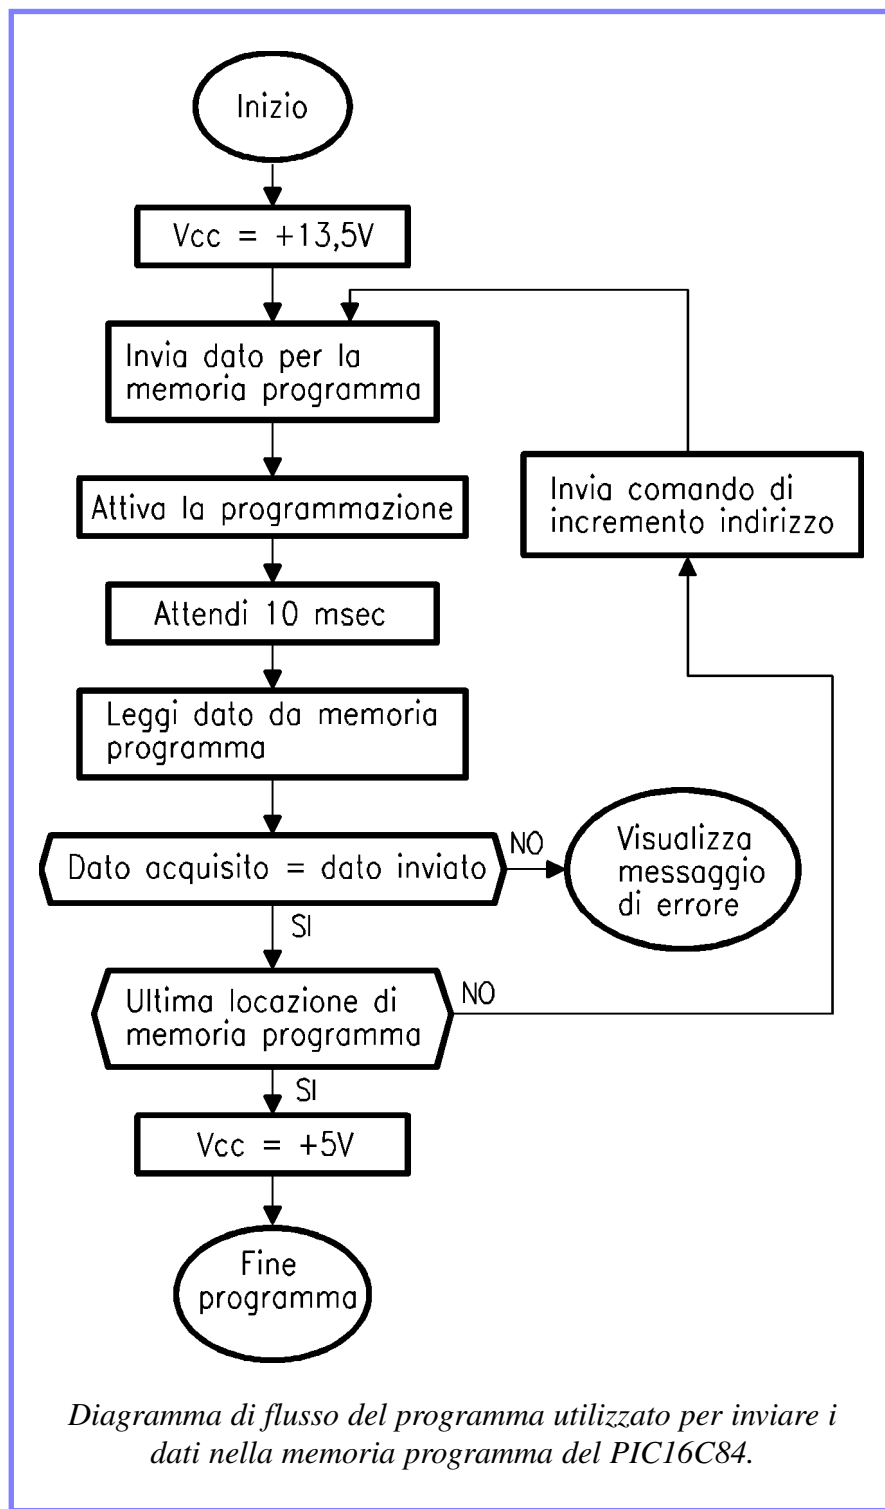 Inizio
Vcc = +13,5V
Invia dato per la
memoria programma
Invia comando di
incremento indirizzo
Attiva la programmazione
Attendi 10 msec
Leggi dato da memoria
programma
Dato acquisito = dato inviato
NO
Visualizza
messaggio
di errore
SI
Ultima locazione di
memoria programma
NO
SI
Vcc = +5V
Fine
programma
Diagramma di flusso del programma utilizzato per inviare i
dati nella memoria programma del PIC16C84.